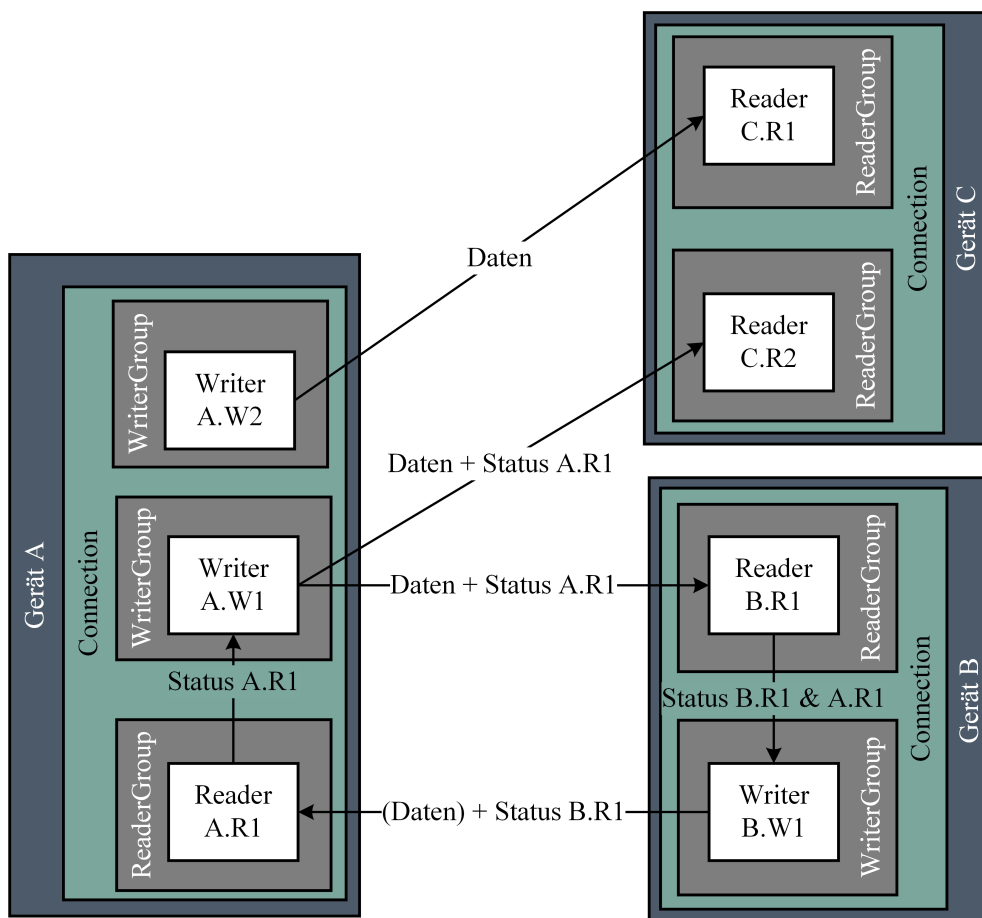 Reader
C.R1
ReaderGroup
Reader
C.R2
ReaderGroup
Connection
Gerät C
Daten
Writer
A.W2
WriterGroup
Daten + Status A.R1
Writer
A.W1
WriterGroup
Status A.R1
Reader
A.R1
ReaderGroup
Connection
Gerät A
Daten + Status A.R1
Reader
B.R1
ReaderGroup
Status B.R1 & A.R1
Writer
B.W1
WriterGroup
Connection
Gerät B
(Daten) + Status B.R1